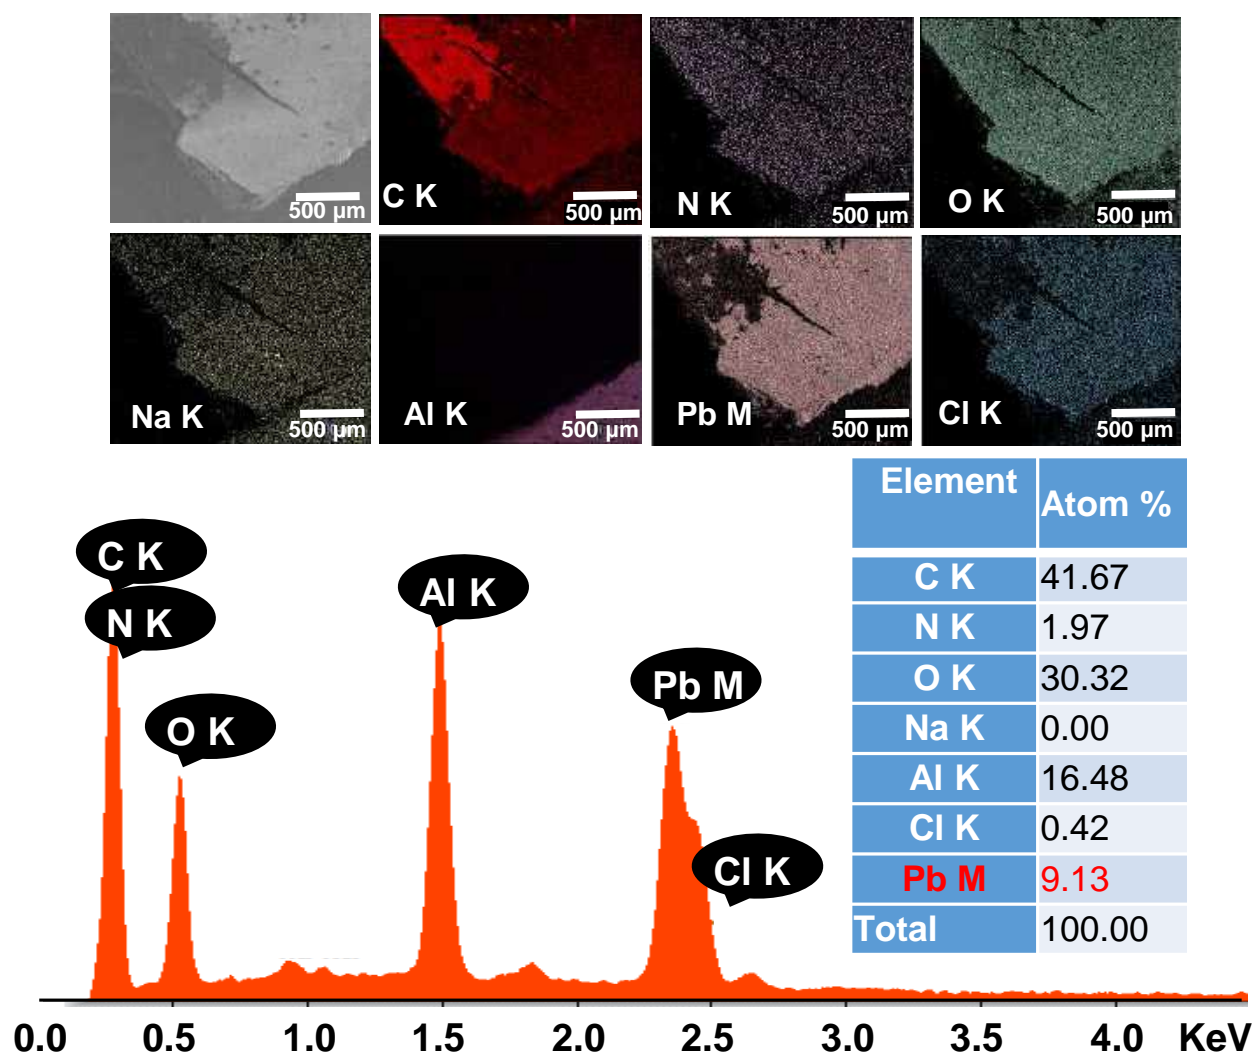 500 µm
C K
500 µm
N K
500 µm
O K
500 µm
Na K
500 µm
Al K
500 µm
Pb M
500 µm
Cl K
500 µm
C K
N K
O K
Al K
Pb M
Cl K
Element Atom %
C K 41.67
N K 1.97
O K 30.32
Na K 0.00
Al K 16.48
Cl K 0.42
Pb M 9.13
Total 100.00
0.0 0.5 1.0 1.5 2.0 2.5 3.0 3.5 4.0 KeV